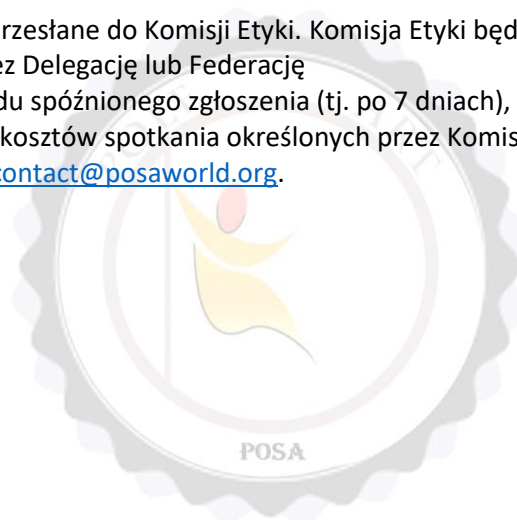 rzesłane do Komisji Etyki. Komisja Etyki będ
ez Delegację lub Federację
du spóźnionego zgłoszenia (tj. po 7 dniach),
kosztów spotkania określonych przez Komis
contact@posaworld.org.
POSA